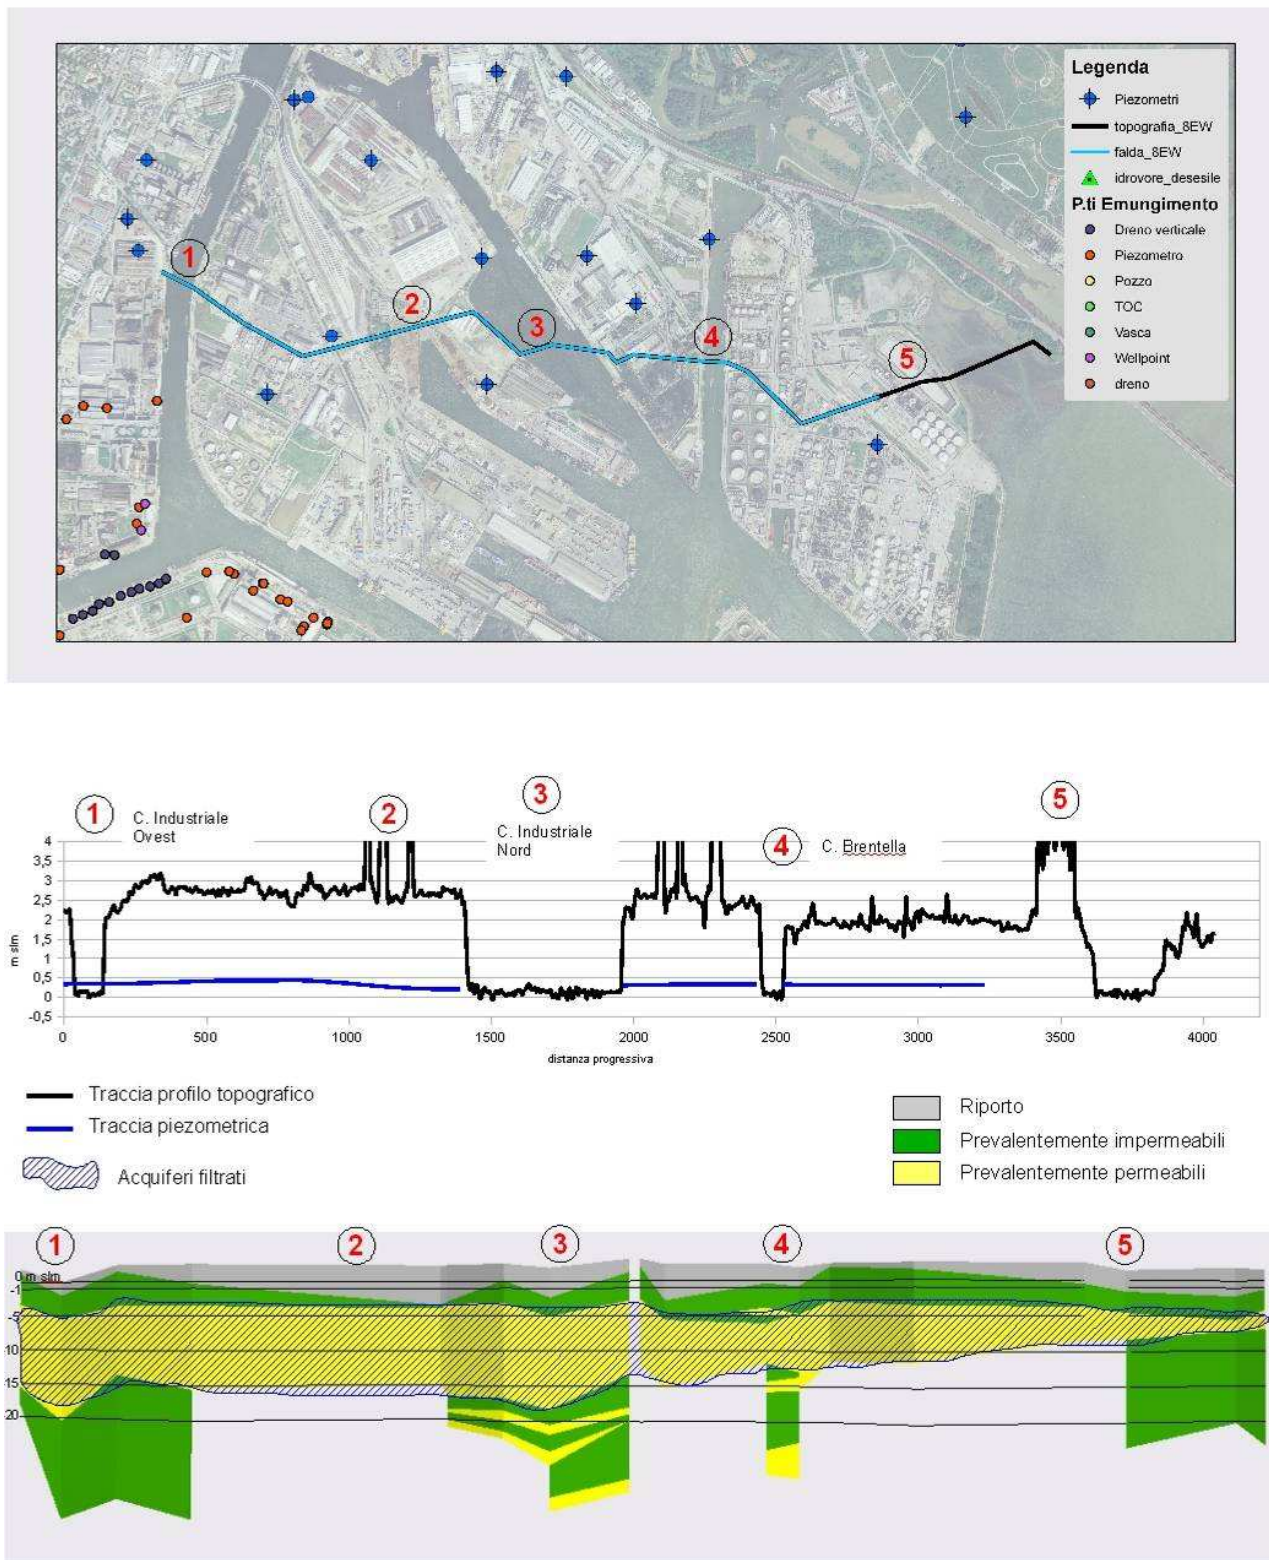 Legenda
Piezometri
topografia_8EW
falda_8EW
idrovore_desesile
P.ti Emungimento
Dreno verticale
Piezometro
Pozzo
TOC
Vasca
Wellpoint
dreno
1
2
3
4
5
1
C. Industriale
Ovest
2
3
C. Industriale
Nord
4
C. Brentella
5
4
3,5
3
2,5
2
1,5
1
0,5
0
-0,5
m slm
0
500
1000
1500
2000
2500
3000
3500
4000
distanza progressiva
Traccia profilo topografico
Traccia piezometrica
Acquiferi filtrati
Riporto
Prevalentemente impermeabili
Prevalentemente permeabili
1
2
3
4
5
0 m slm
-1
-5
-10
-15
-20